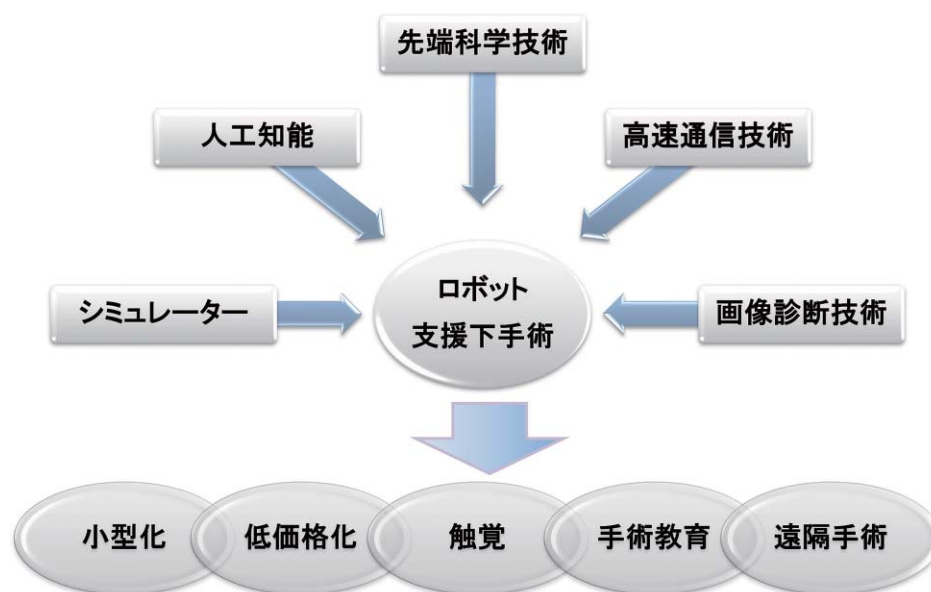 先端科学技術
人工知能
高速通信技術
シミュレーター
ロボット
支援下手術
画像診断技術
小型化
低価格化
触覚
手術教育
遠隔手術